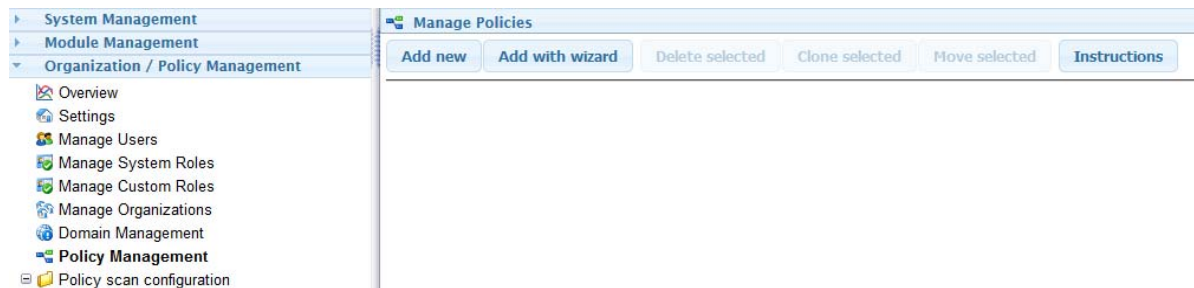 System Management
Module Management
Organization / Policy Management
Overview
Settings
Manage Users
Manage System Roles
Manage Custom Roles
Manage Organizations
Domain Management
Policy Management
Policy scan configuration
Manage Policies
Add new Add with wizard Delete selected Clone selected Move selected Instructions